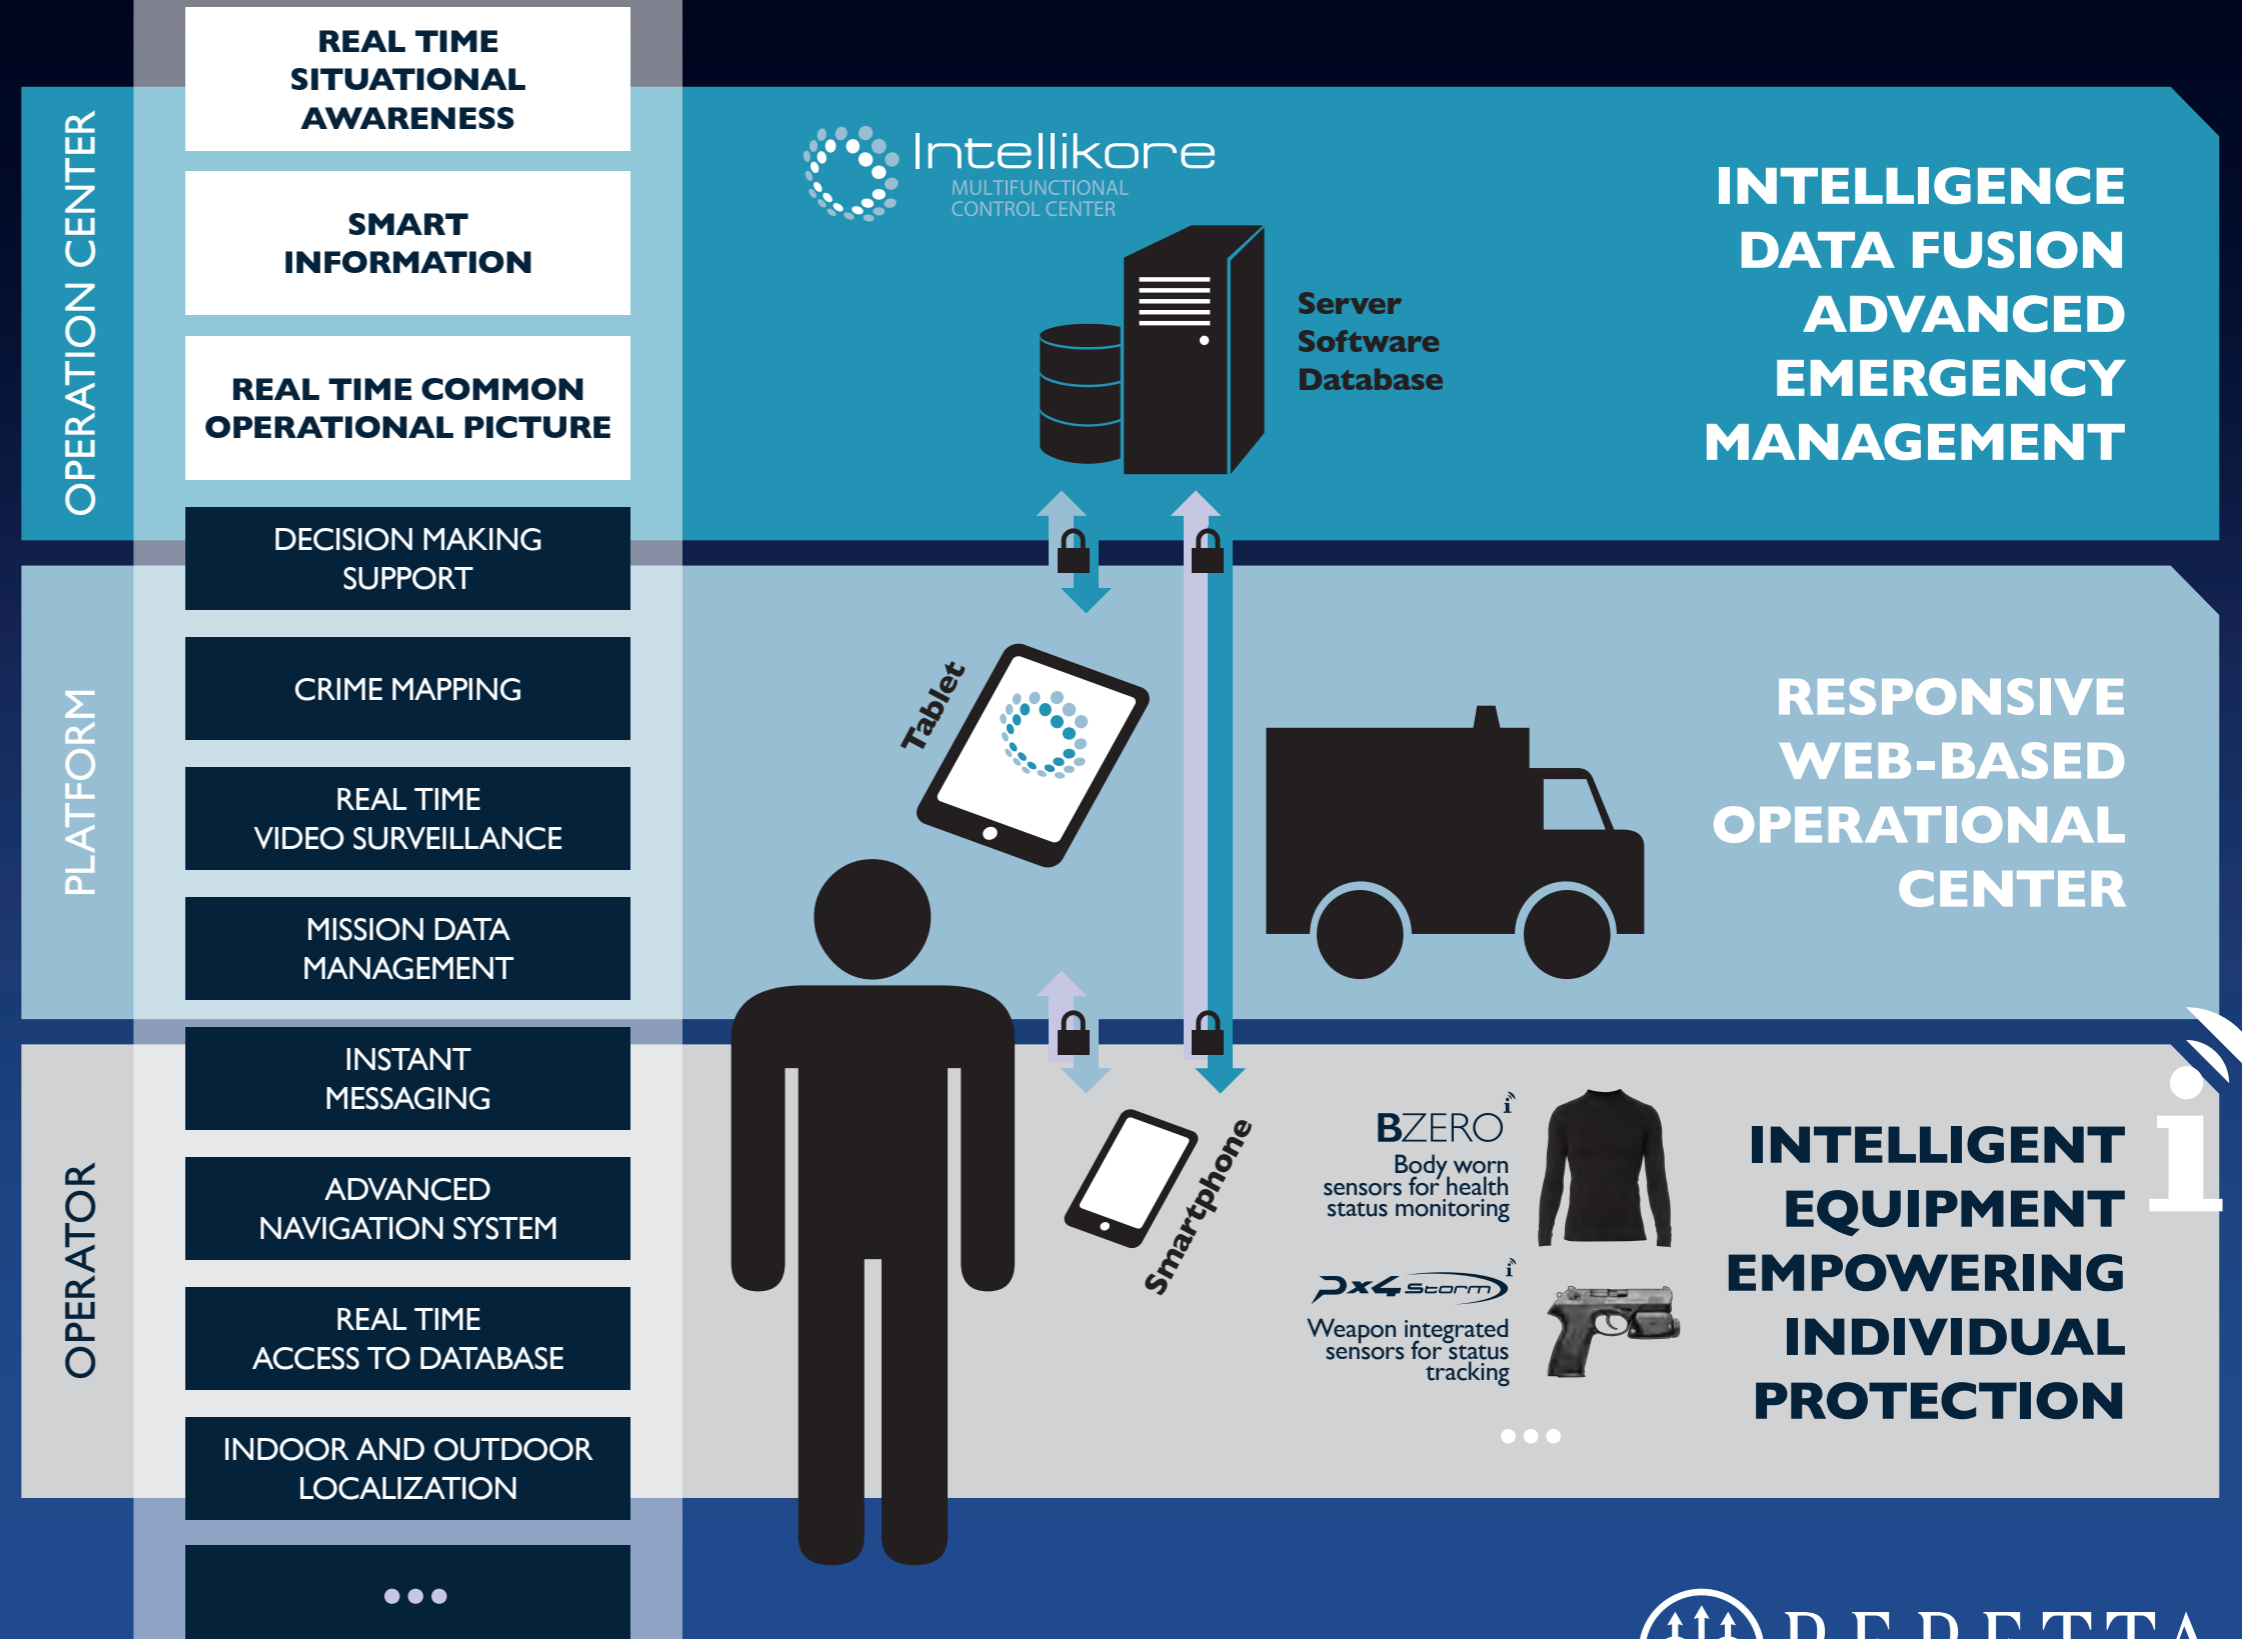 REAL TIME
SITUATIONAL
AWARENESS
SMART
INFORMATION
REAL TIME COMMON
OPERATIONAL PICTURE
DECISION MAKING
SUPPORT
CRIME MAPPING
REAL TIME
VIDEO SURVEILLANCE
MISSION DATA
MANAGEMENT
INSTANT
MESSAGING
ADVANCED
NAVIGATION SYSTEM
REAL TIME
ACCESS TO DATABASE
INDOOR AND OUTDOOR
LOCALIZATION
...
OPERATION CENTER
Intellikore
MULTIFUNCTIONAL
CONTROL CENTER
Server
Software
Database
INTELLIGENCE
DATA FUSION
ADVANCED
EMERGENCY
MANAGEMENT
PLATFORM
Tablet
RESPONSIVE
WEB-BASED
OPERATIONAL
CENTER
OPERATOR
Smartphone
BZERO i
Body worn
sensors for health
status monitoring
Px4 Storm i
Weapon integrated
sensors for status
tracking
...
INTELLIGENT
EQUIPMENT
EMPOWERING
INDIVIDUAL
PROTECTION
i
BERETTA